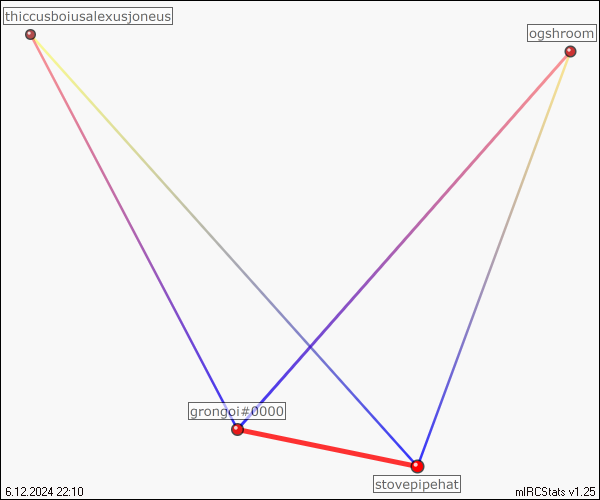 thiccusboiusalexusjoneus
ogshroom
grongoi#0000
stovepipehat
6.12.2024 22:10
mIRCStats v1.25